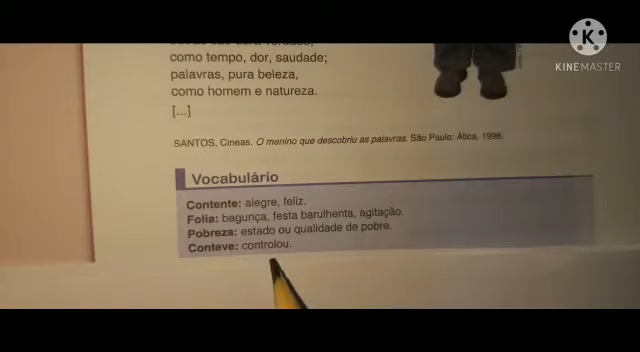 como tempo, dor, saudade;
palavras, pura beleza,
como homem e natureza.
[...]
SANTOS, Cineas. O menino que descobriu as palavras. São Paulo: Ática, 1998.
Vocabulário
Contente: alegre, feliz.
Folia: bagunça, festa barulhenta, agitação.
Pobreza: estado ou qualidade de pobre.
Conteve: controlou.
K
KINEMASTER